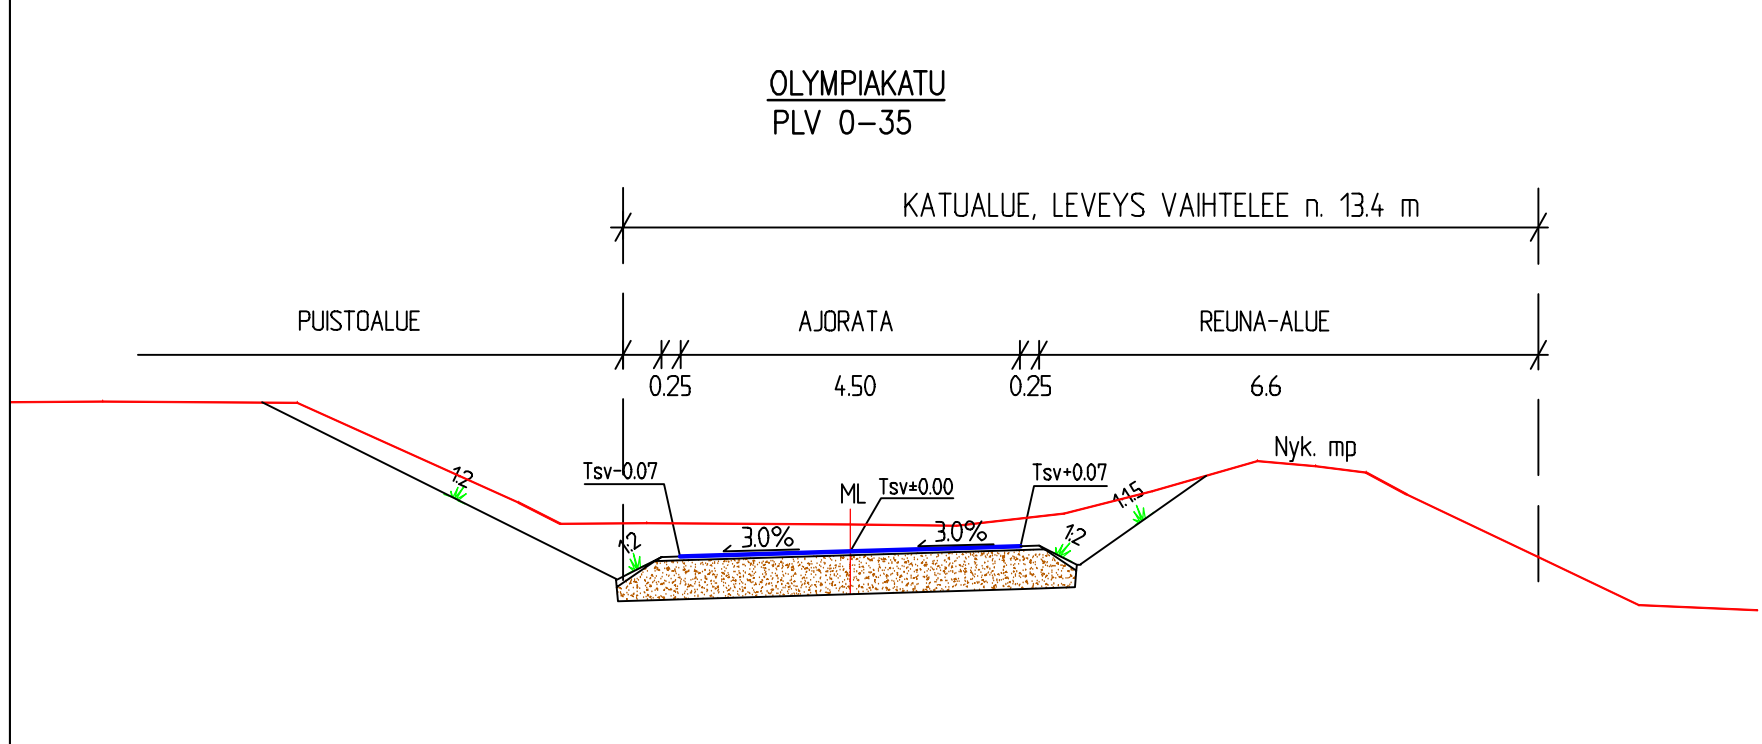 OLYMPIAKATU
PLV 0-35
KATUALUE, LEVEYS VAIHTELEE n. 13.4 m
PUISTOALUE AJORATA REUNA-ALUE
0.25 4.50 0.25 6.6
Nyk. mp
1:2 Tsv-0.07 ML Tsv±0.00 Tsv+0.07 1:1.5
1:2 3.0% 3.0% 1:2